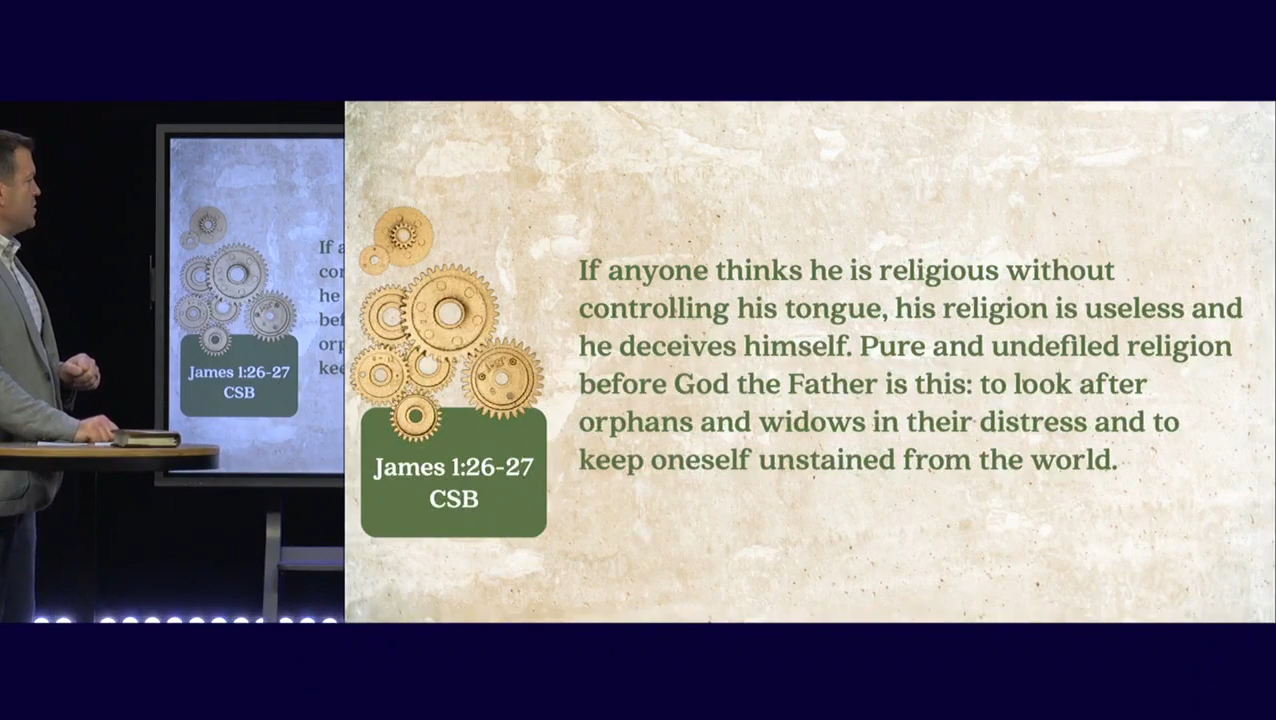 James 1:26-27
CSB
If anyone thinks he is religious without
controlling his tongue, his religion is useless and
he deceives himself. Pure and undefiled religion
before God the Father is this: to look after
orphans and widows in their distress and to
keep oneself unstained from the world.
James 1:26-27
CSB